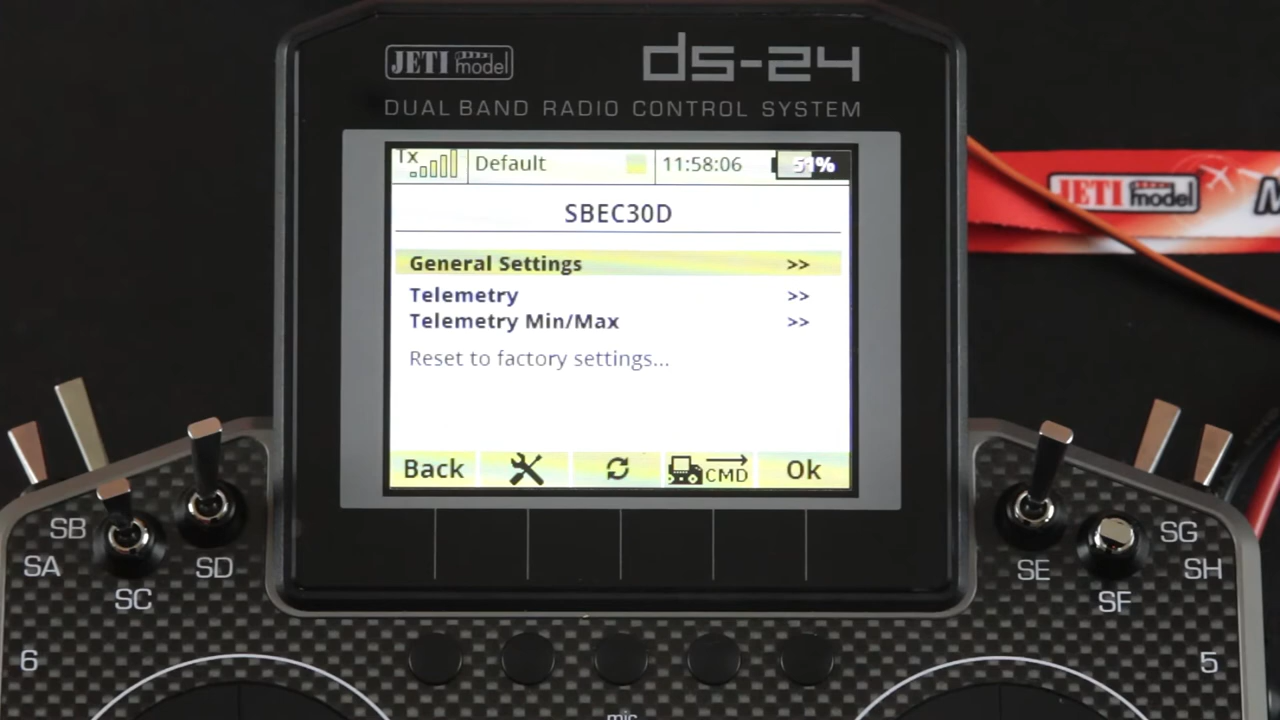 JETI model
ds-24
DUAL BAND RADIO CONTROL SYSTEM
Tx
Default
11:58:06
51%
SBEC30D
General Settings >>
Telemetry >>
Telemetry Min/Max >>
Reset to factory settings...
Back
CMD
Ok
JETI model
M
SB
SA
SC
SD
SE
SF
SG
SH
6
5
mic